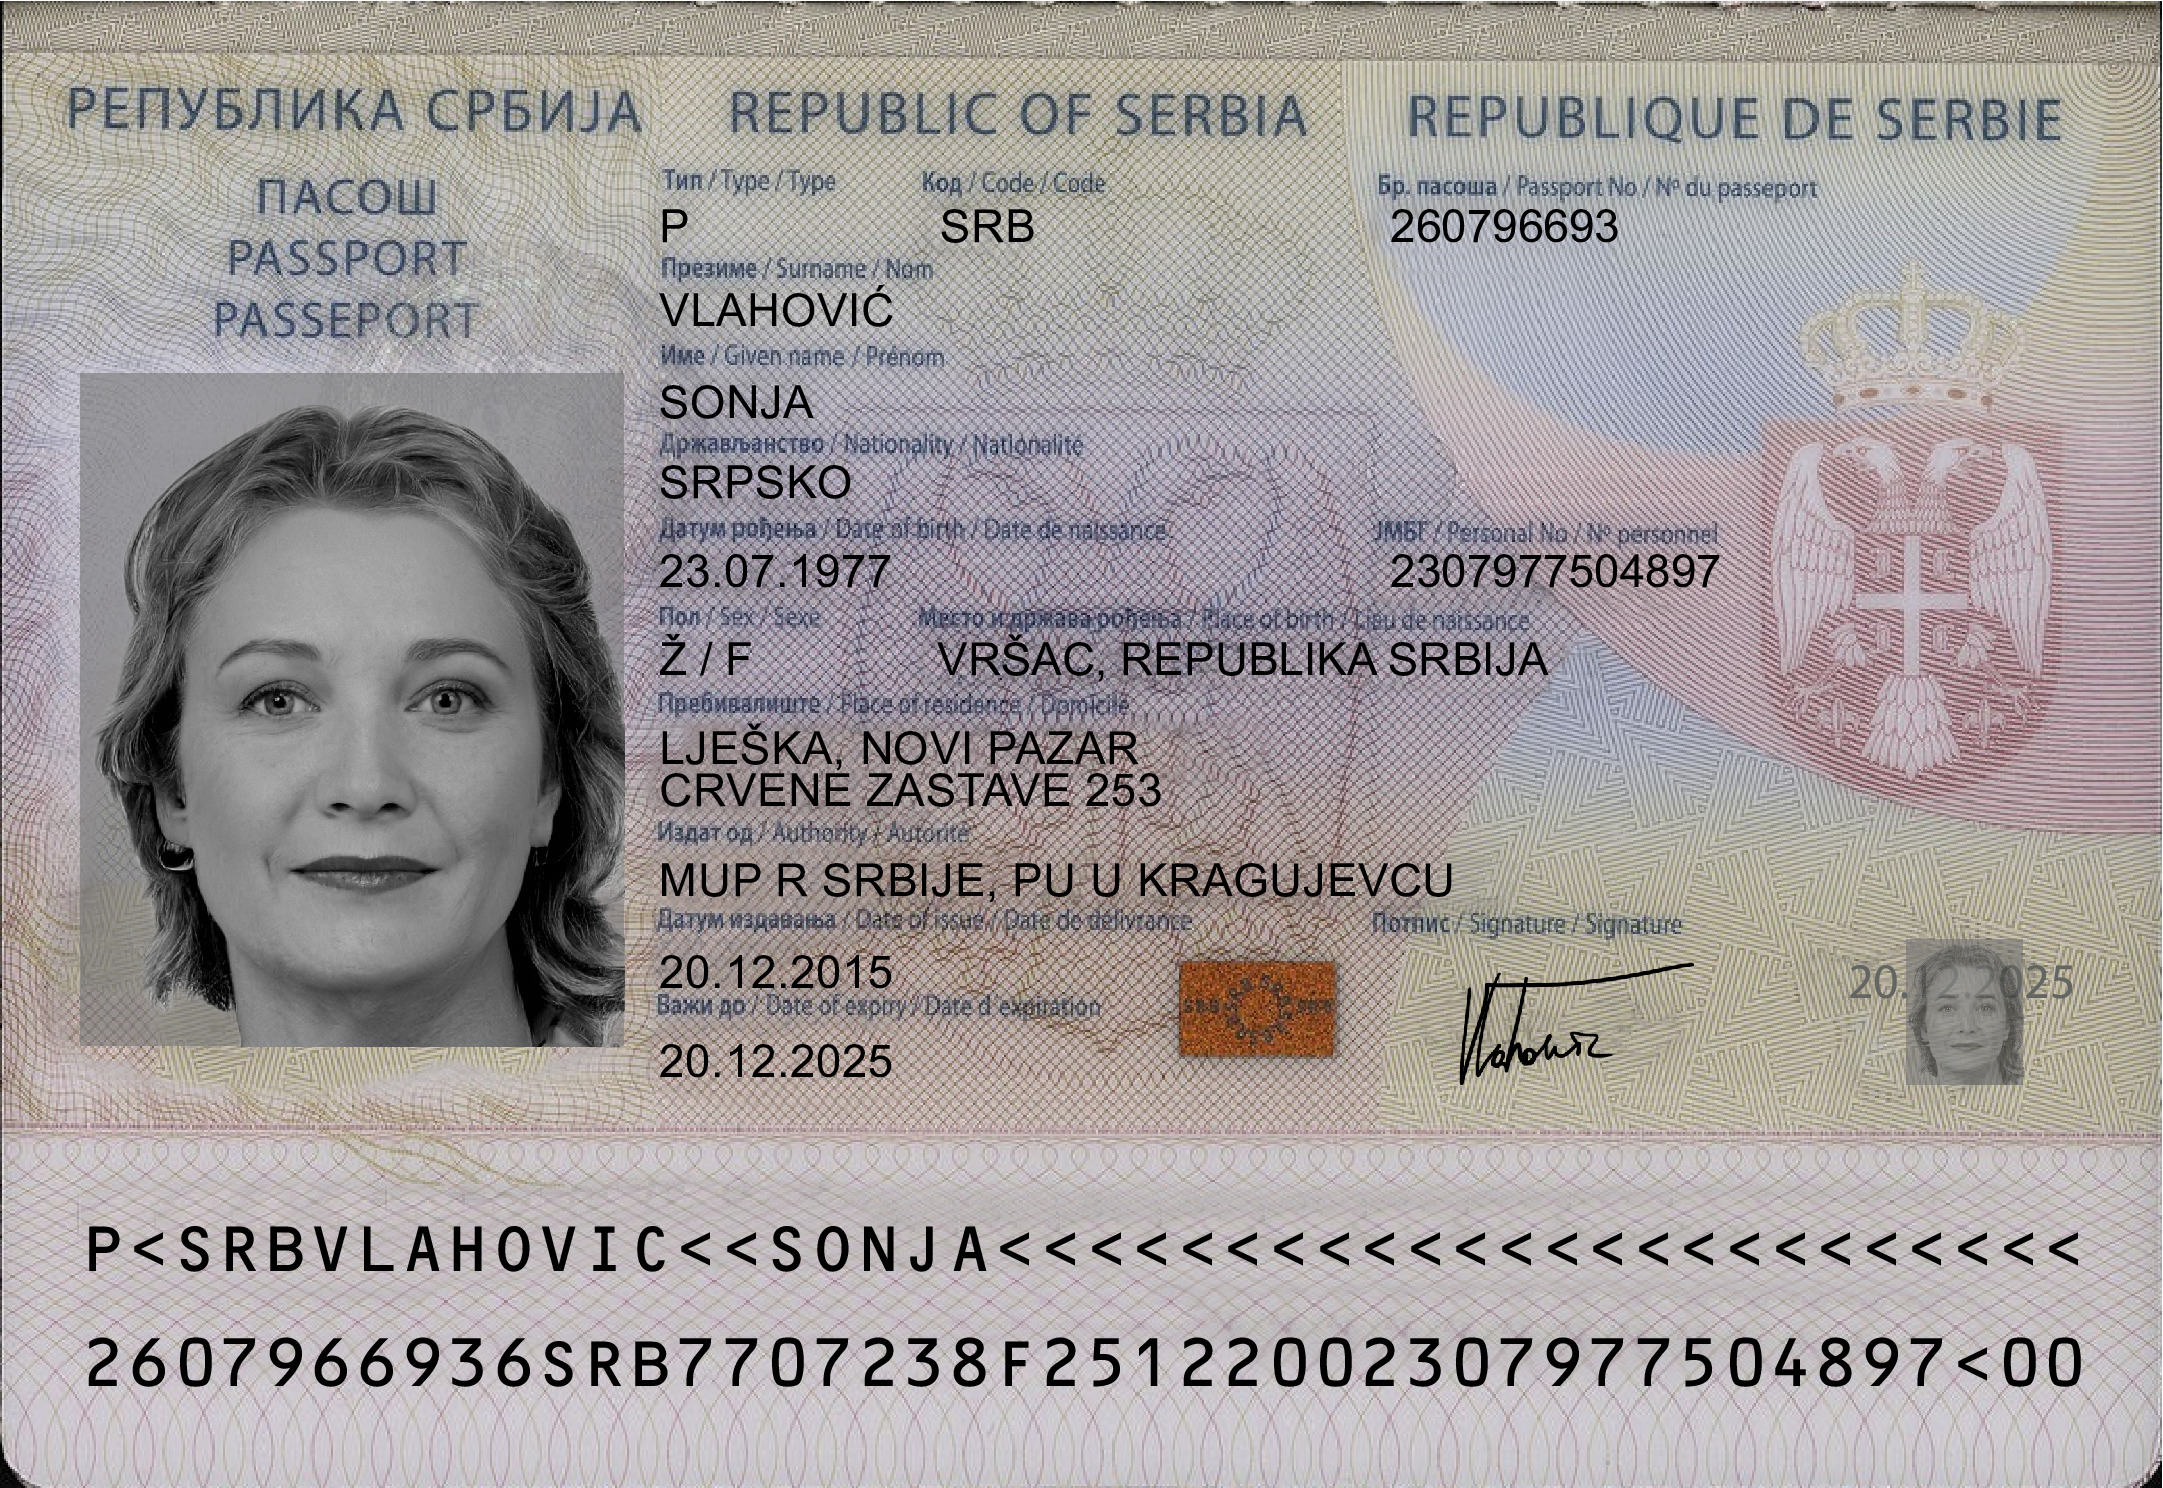 РЕПУБЛИКА СРБИЈА REPUBLIC OF SERBIA REPUBLIQUE DE SERBIE
ПАСОШ
PASSPORT
PASSEPORT
Тип / Type / Type Код / Code / Code Бр. пасоша / Passport No / Nº du passeport
P SRB 260796693
Презиме / Surname / Nom
VLAHOVIĆ
Име / Given name / Prénom
SONJA
Држављанство / Nationality / Nationalité
SRPSKO
Датум рођења / Date of birth / Date de naissance ЈМБГ / Personal No / Nº personnel
23.07.1977 2307977504897
Пол / Sex / Sexe Место и држава рођења / Place of birth / Lieu de naissance
Ž / F VRŠAC, REPUBLIKA SRBIJA
Пребивалиште / Place of residence / Domicile
LJEŠKA, NOVI PAZAR
CRVENE ZASTAVE 253
Издат од / Authority / Autorité
MUP R SRBIJE, PU U KRAGUJEVCU
Датум издавања / Date of issue / Date de délivrance Потпис / Signature / Signature
20.12.2015
Важи до / Date of expiry / Date d expiration
20.12.2025
Vlahović
20.12.2025
P<SRBVLAHOVIC<<SONJA<<<<<<<<<<<<<<<<<<<<<<<<
2607966936SRB7707238F25122002307977504897<00